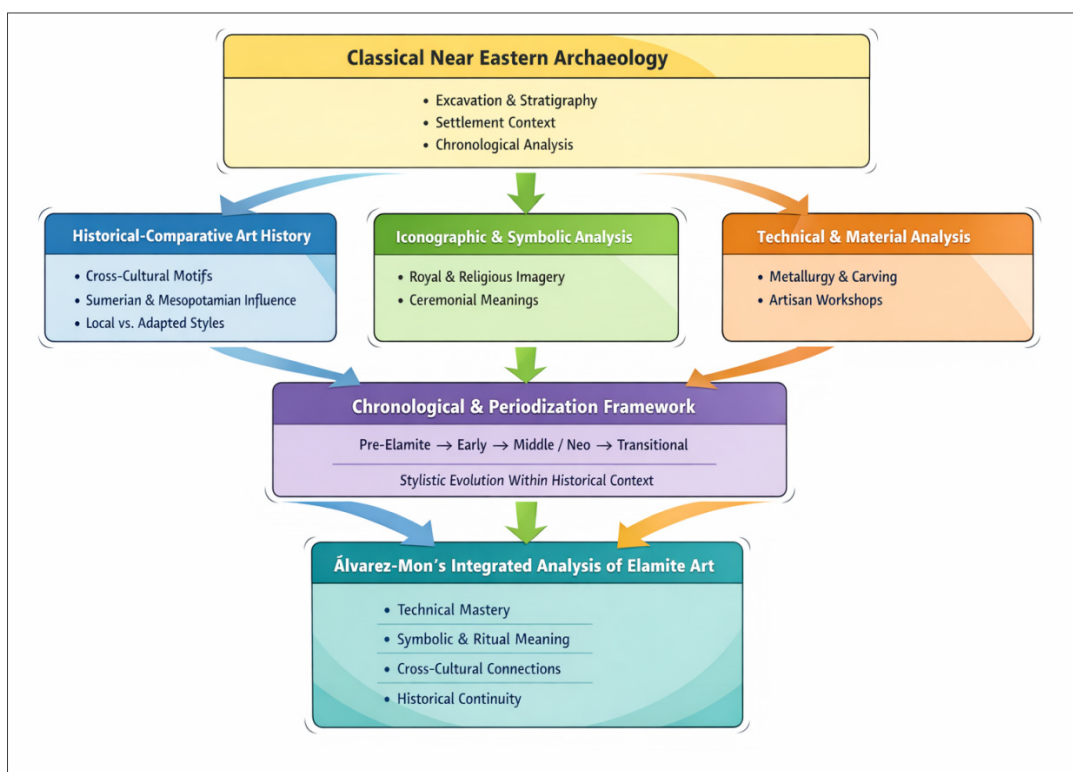 Classical Near Eastern Archaeology
• Excavation & Stratigraphy
• Settlement Context
• Chronological Analysis
Historical-Comparative Art History
• Cross-Cultural Motifs
• Sumerian & Mesopotamian Influence
• Local vs. Adapted Styles
Iconographic & Symbolic Analysis
• Royal & Religious Imagery
• Ceremonial Meanings
Technical & Material Analysis
• Metallurgy & Carving
• Artisan Workshops
Chronological & Periodization Framework
Pre-Elamite → Early → Middle / Neo → Transitional
Stylistic Evolution Within Historical Context
Álvarez-Mon's Integrated Analysis of Elamite Art
• Technical Mastery
• Symbolic & Ritual Meaning
• Cross-Cultural Connections
• Historical Continuity